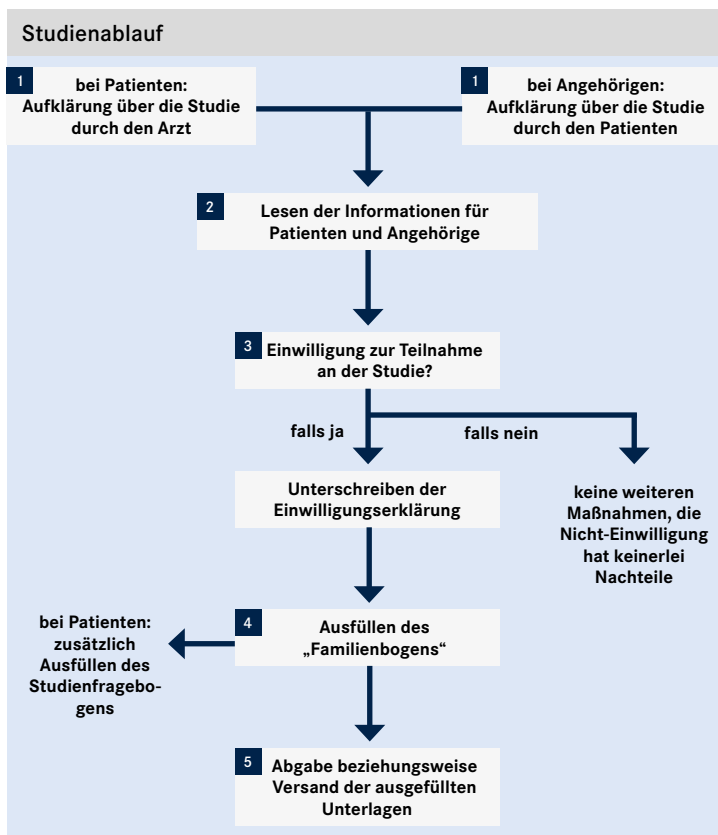 Studienablauf
1
bei Patienten:
Aufklärung über die Studie
durch den Arzt
1
bei Angehörigen:
Aufklärung über die Studie
durch den Patienten
2
Lesen der Informationen für
Patienten und Angehörige
3
Einwilligung zur Teilnahme
an der Studie?
falls ja
falls nein
Unterschreiben der
Einwilligungserklärung
keine weiteren
Maßnahmen, die
Nicht-Einwilligung
hat keinerlei
Nachteile
4
Ausfüllen des
„Familienbogens“
bei Patienten:
zusätzlich
Ausfüllen des
Studienfragebo-
gens
5
Abgabe beziehungsweise
Versand der ausgefüllten
Unterlagen